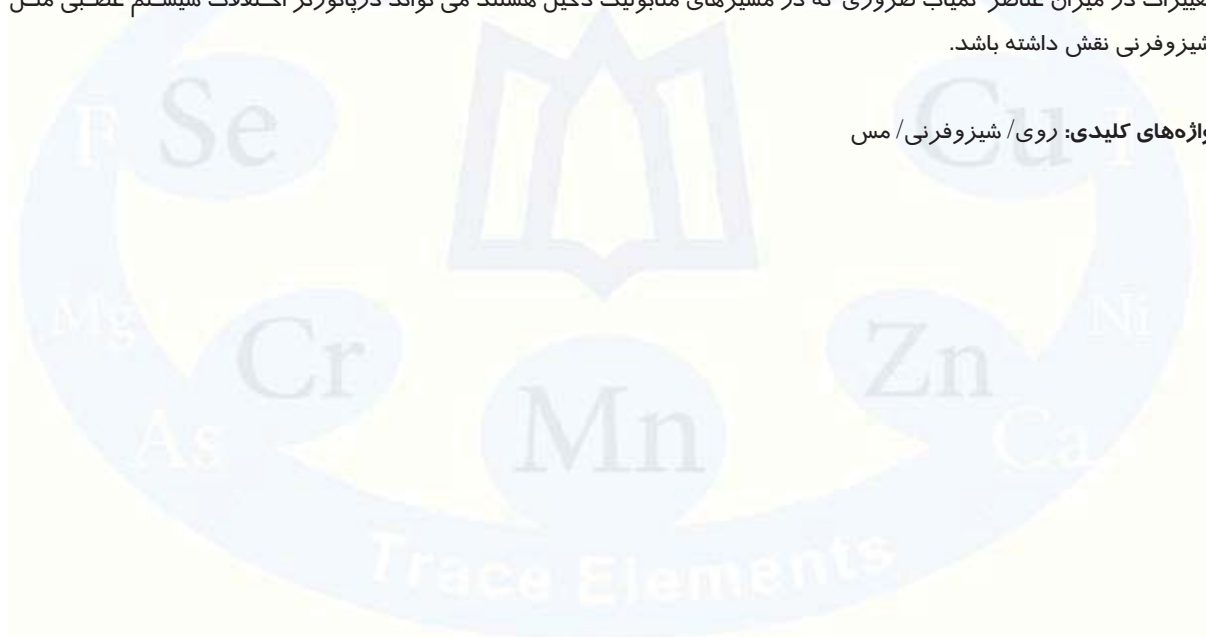 تغییرات در میزان عناصر کمیاب ضروری که در مسیرهای متابولیک دخیل هستند می تواند درپاتوژنز اختلالات سیستم عصبی مثل
شیزوفرنی نقش داشته باشد.
واژه‌های کلیدی: روی/ شیزوفرنی/ مس
F Se Cu I
Mg Cr Mn Zn Ni
As Ca
Trace Elements